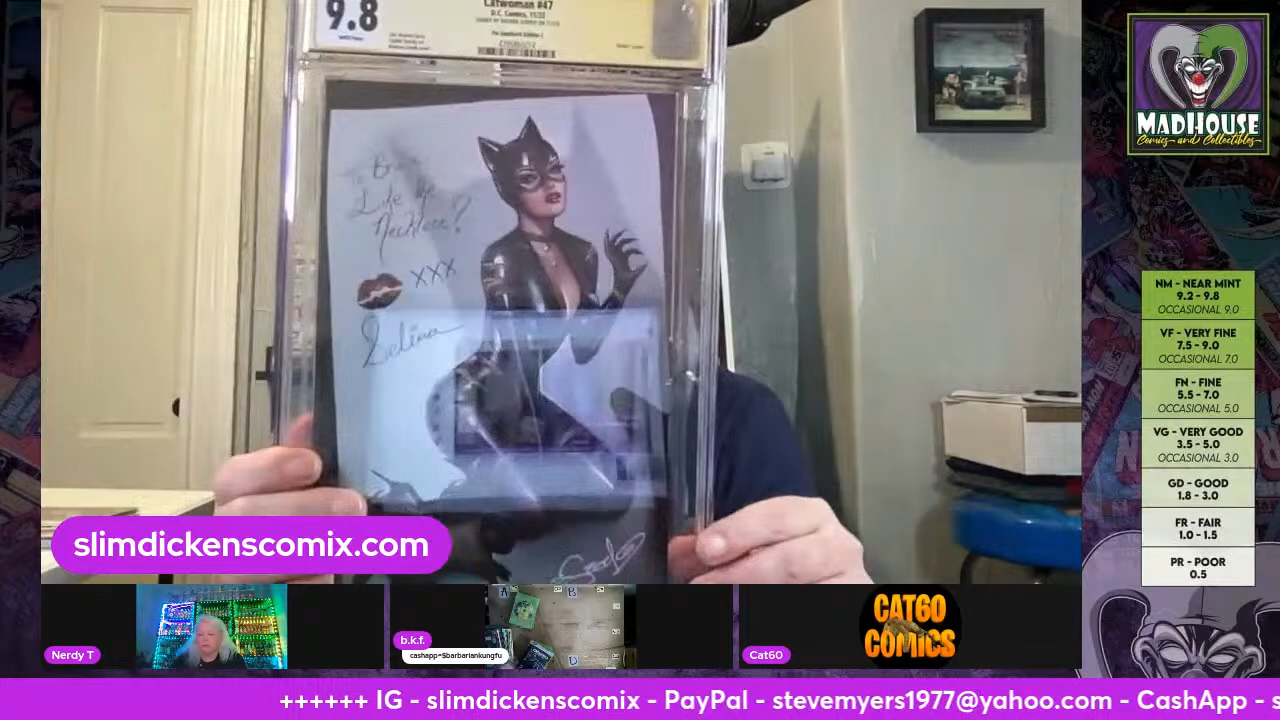 9.8
Catwoman #47
D.C. Comics, 11/22
Life
Necklace?
XXX
Selina
MADHOUSE
Comics and Collectibles
NM - NEAR MINT
9.2 - 9.8
OCCASIONAL 9.0
VF - VERY FINE
7.5 - 9.0
OCCASIONAL 7.0
FN - FINE
5.5 - 7.0
OCCASIONAL 5.0
VG - VERY GOOD
3.5 - 5.0
OCCASIONAL 3.0
GD - GOOD
1.8 - 3.0
FR - FAIR
1.0 - 1.5
PR - POOR
0.5
slimdickenscomix.com
Nerdy T
b.k.f.
cashapp-$barbariankungfu
A
B
D
Cat60
CAT60
COMICS
++++++ IG - slimdickenscomix - PayPal - stevemyers1977@yahoo.com - CashApp - s